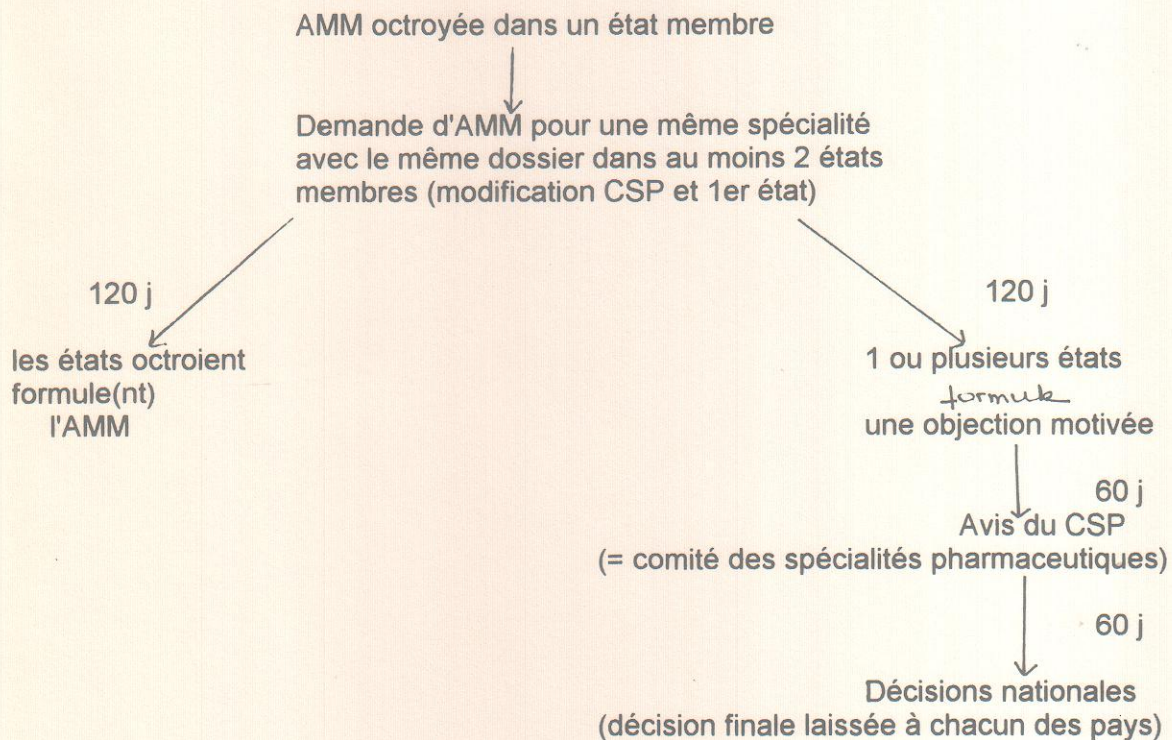 AMM octroyée dans un état membre
Demande d'AMM pour une même spécialité
avec le même dossier dans au moins 2 états
membres (modification CSP et 1er état)
120 j
les états octroient
formule(nt)
l'AMM
120 j
1 ou plusieurs états
formule
une objection motivée
60 j
Avis du CSP
(= comité des spécialités pharmaceutiques)
60 j
Décisions nationales
(décision finale laissée à chacun des pays)